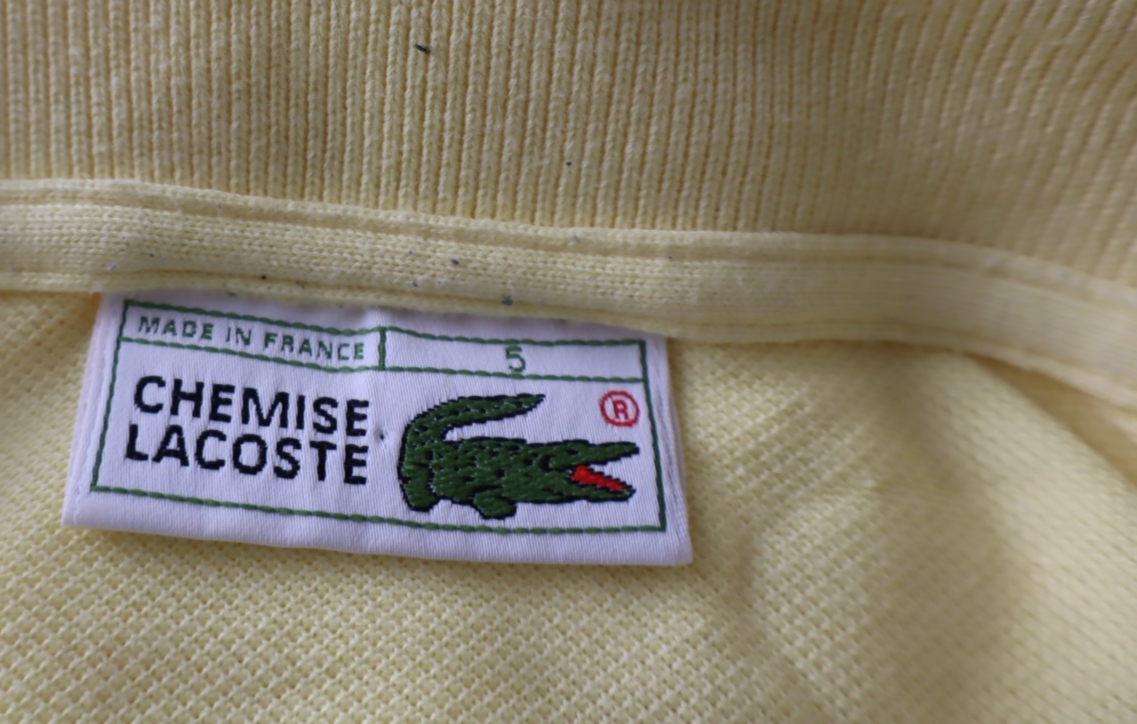 MADE IN FRANCE 5
CHEMISE
LACOSTE
®